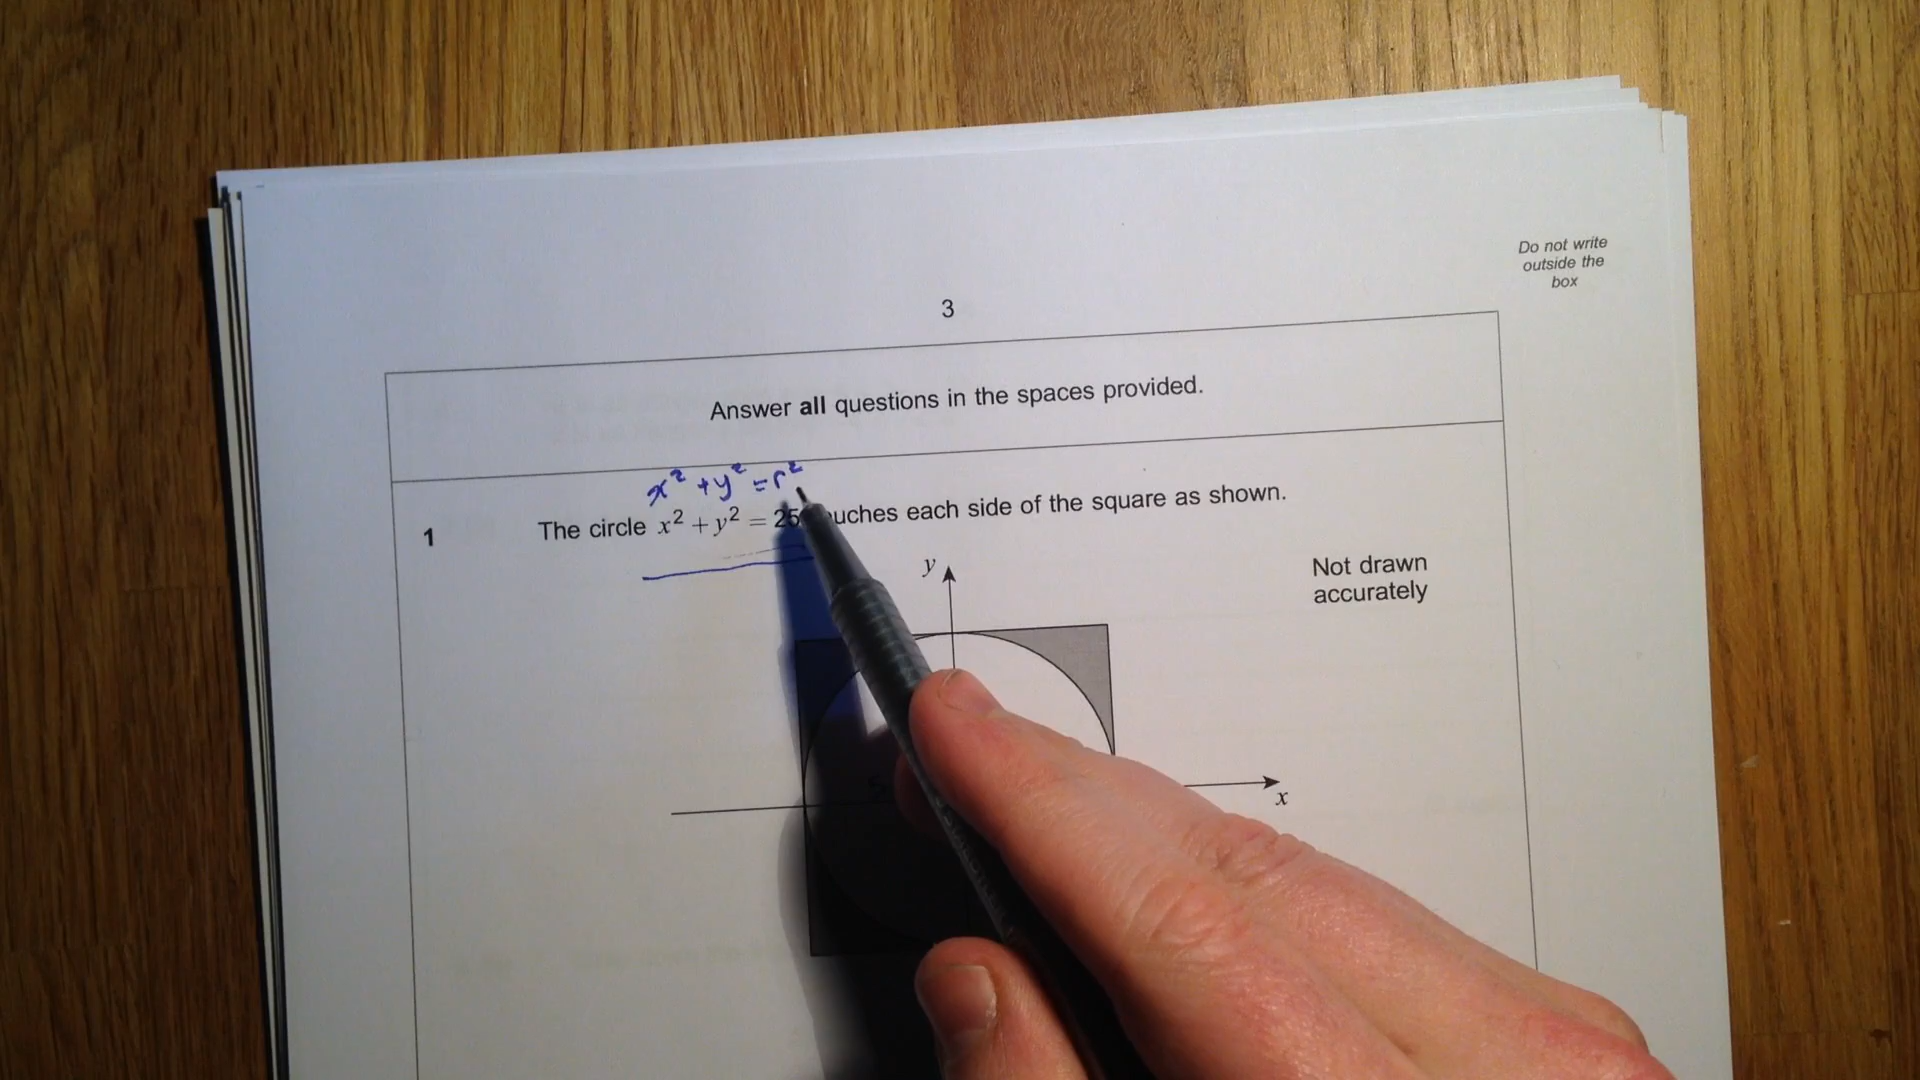 Do not write
outside the
box
3
Answer all questions in the spaces provided.
x² + y² = r²
1 The circle x² + y² = 25 each side of the square as shown.
y
Not drawn
accurately
x